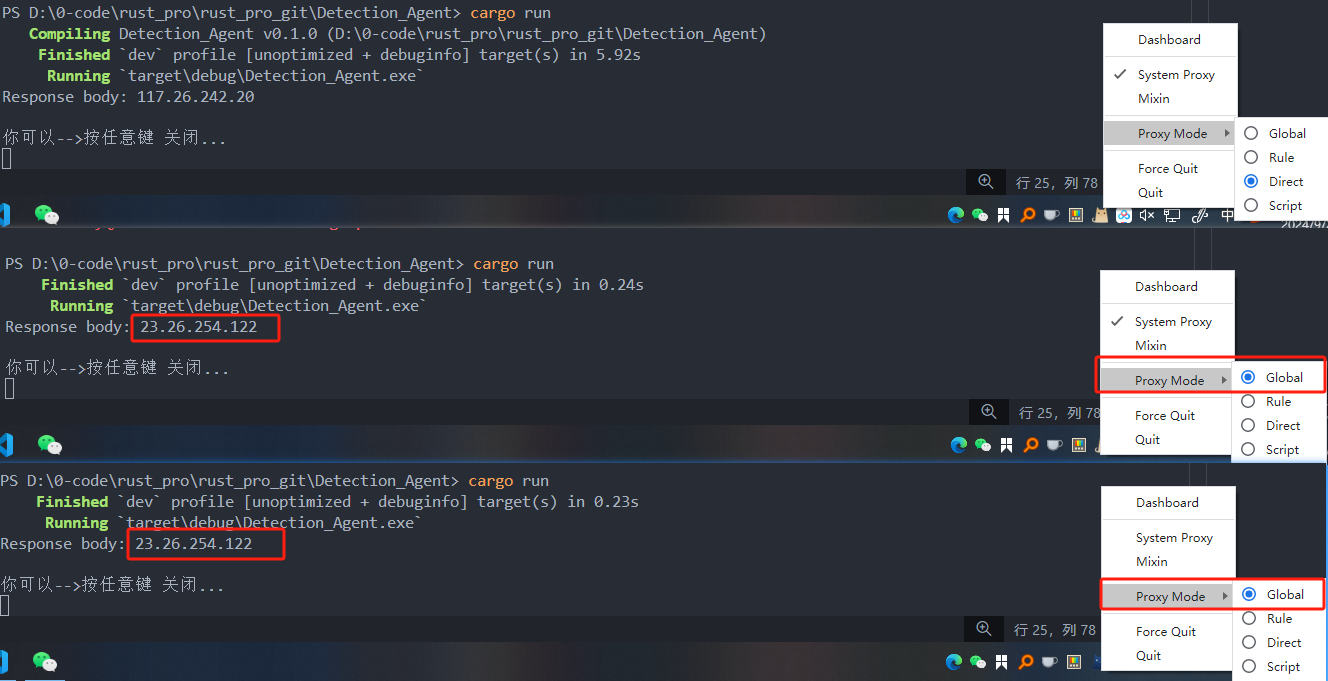 PS D:\0-code\rust_pro\rust_pro_git\Detection_Agent> cargo run
Compiling Detection_Agent v0.1.0 (D:\0-code\rust_pro\rust_pro_git\Detection_Agent)
Finished `dev` profile [unoptimized + debuginfo] target(s) in 5.92s
Running `target\debug\Detection_Agent.exe`
Response body: 117.26.242.20
你可以-->按任意键 关闭...
行 25，列 78
Dashboard
System Proxy
Mixin
Proxy Mode
Force Quit
Quit
Global
Rule
Direct
Script
中
PS D:\0-code\rust_pro\rust_pro_git\Detection_Agent> cargo run
Finished `dev` profile [unoptimized + debuginfo] target(s) in 0.24s
Running `target\debug\Detection_Agent.exe`
Response body: 23.26.254.122
你可以-->按任意键 关闭...
行 25，列 78
Dashboard
System Proxy
Mixin
Proxy Mode
Force Quit
Quit
Global
Rule
Direct
Script
PS D:\0-code\rust_pro\rust_pro_git\Detection_Agent> cargo run
Finished `dev` profile [unoptimized + debuginfo] target(s) in 0.23s
Running `target\debug\Detection_Agent.exe`
Response body: 23.26.254.122
你可以-->按任意键 关闭...
行 25，列 78
Dashboard
System Proxy
Mixin
Proxy Mode
Force Quit
Quit
Global
Rule
Direct
Script